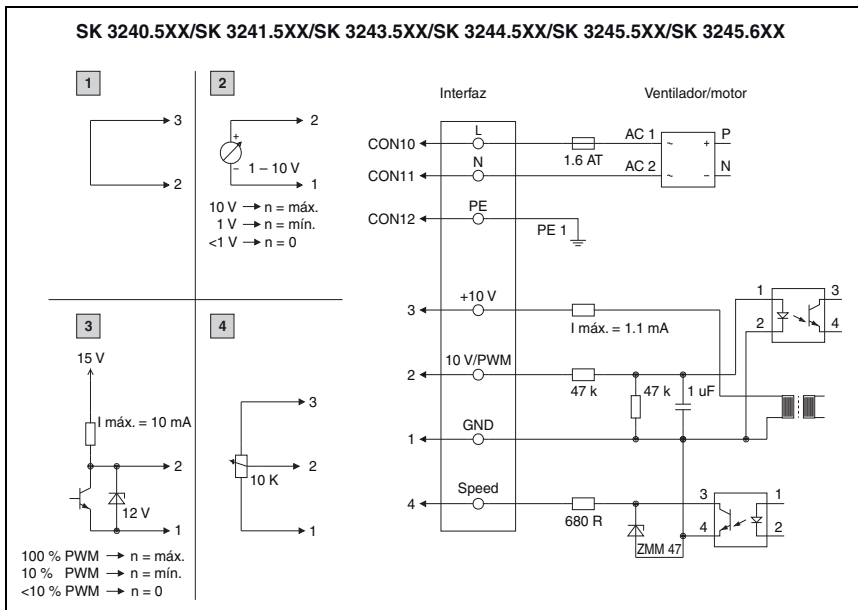 SK 3240.5XX/SK 3241.5XX/SK 3243.5XX/SK 3244.5XX/SK 3245.5XX/SK 3245.6XX
1
3
2
2
2
+
–
1 – 10 V
1
10 V → n = máx.
1 V → n = mín.
<1 V → n = 0
3
15 V
I máx. = 10 mA
2
12 V
1
100 % PWM → n = máx.
10 % PWM → n = mín.
<10 % PWM → n = 0
4
3
2
10 K
1
Interfaz
Ventilador/motor
CON10
L
1.6 AT
AC 1
~
+
P
CON11
N
AC 2
~
–
N
CON12
PE
PE 1
3
+10 V
I máx. = 1.1 mA
1
2
3
4
2
10 V/PWM
47 k
47 k
1 uF
1
GND
4
Speed
680 R
ZMM 47
3
4
1
2